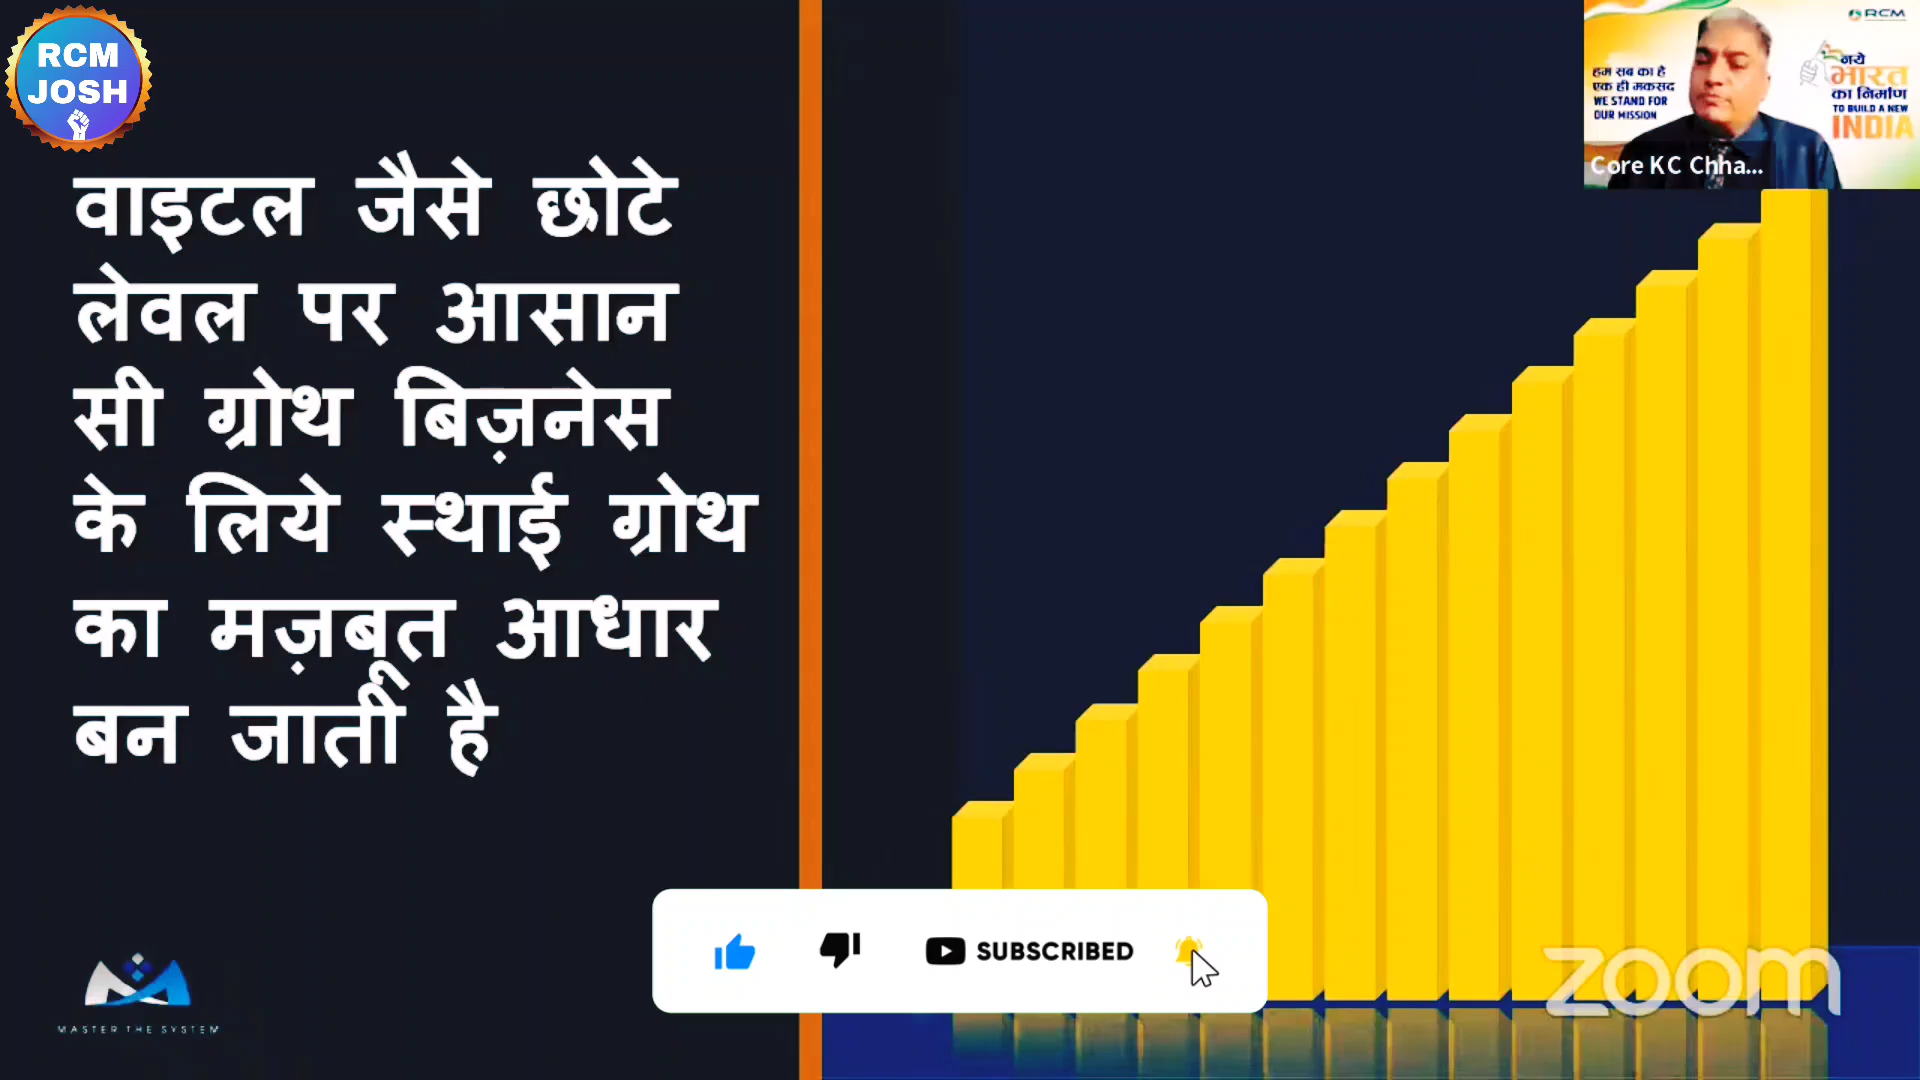 RCM
JOSH
वाइटल जैसे छोटे
लेवल पर आसान
सी ग्रोथ बिज़नेस
के लिये स्थाई ग्रोथ
का मज़बूत आधार
बन जाती है
MASTER THE SYSTEM
RCM
हम सब का है
एक ही मकसद
WE STAND FOR
OUR MISSION
नये
भारत
का निर्माण
TO BUILD A NEW
INDIA
Core KC Chha...
SUBSCRIBED
zoom